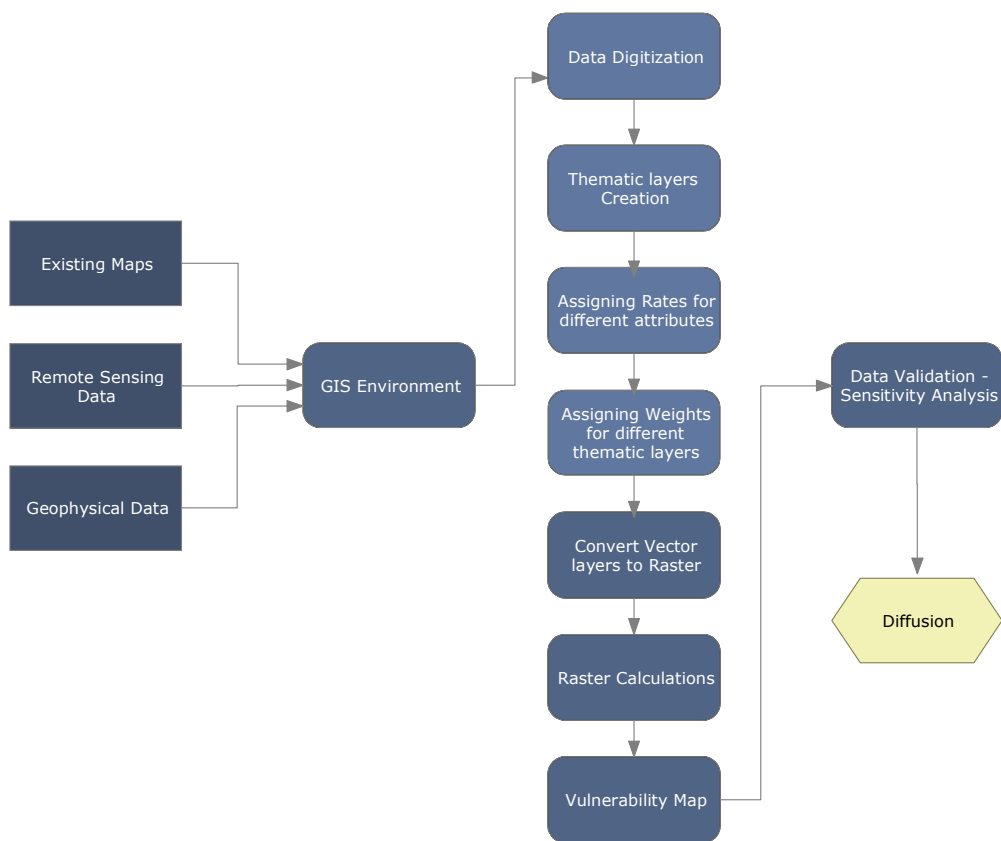 Existing Maps
Remote Sensing
Data
Geophysical Data
GIS Environment
Data Digitization
Thematic layers
Creation
Assigning Rates for
different attributes
Assigning Weights
for different
thematic layers
Convert Vector
layers to Raster
Raster Calculations
Vulnerability Map
Data Validation -
Sensitivity Analysis
Diffusion